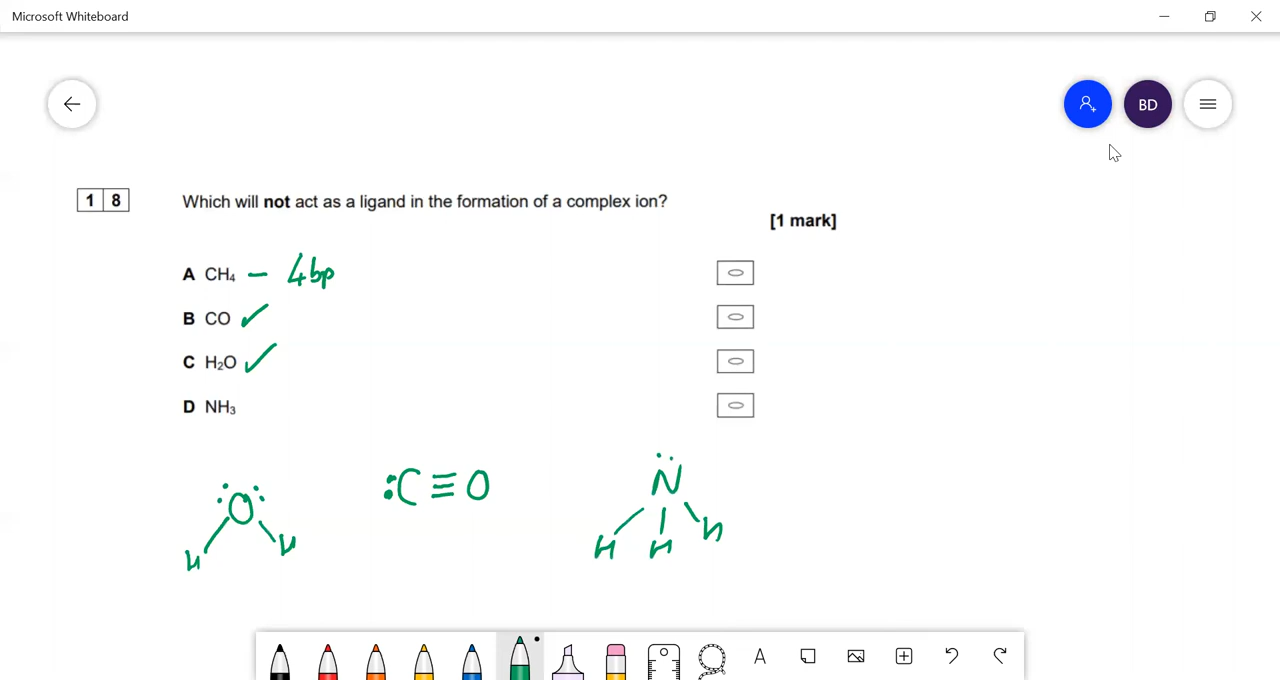 Microsoft Whiteboard
BD
1 8 Which will not act as a ligand in the formation of a complex ion?
[1 mark]
A CH₄ – 4bp
B CO ✓
C H₂O ✓
D NH₃
:C≡O
N
O
H H H
H H
A